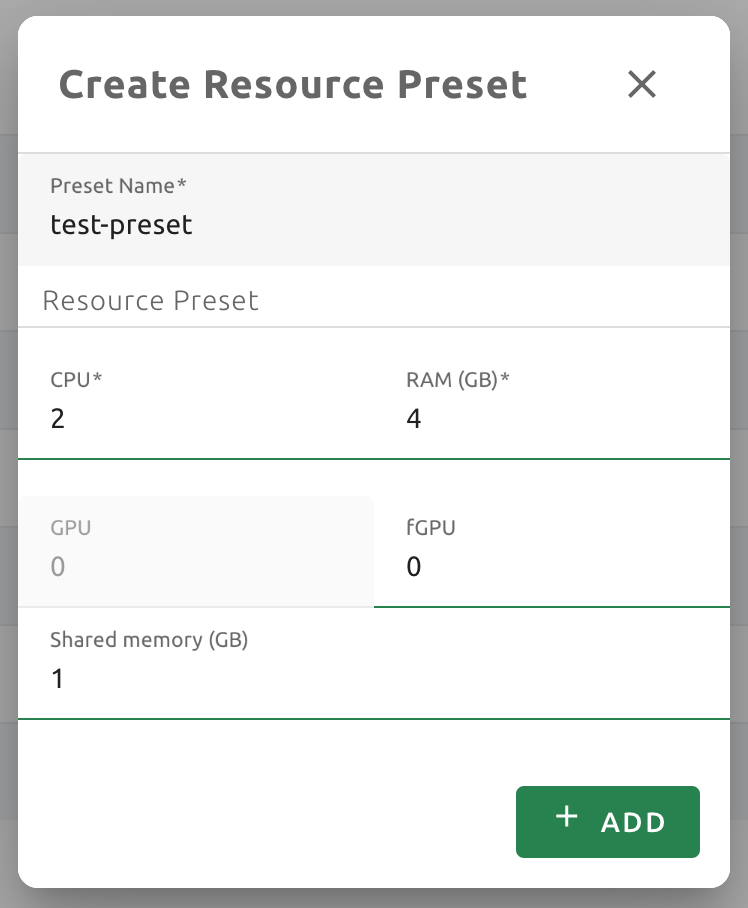 Create Resource Preset
Preset Name*
test-preset
Resource Preset
CPU* RAM (GB)*
2 4
GPU fGPU
0 0
Shared memory (GB)
1
+ ADD